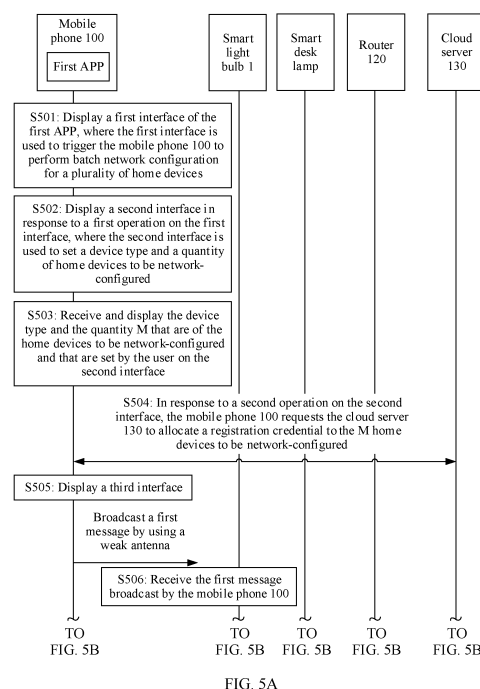 Mobile
phone 100
First APP
Smart
light
bulb 1
Smart
desk
lamp
Router
120
Cloud
server
130
S501: Display a first interface of the
first APP, where the first interface is
used to trigger the mobile phone 100 to
perform batch network configuration
for a plurality of home devices
S502: Display a second interface in
response to a first operation on the first
interface, where the second interface is
used to set a device type and a quantity
of home devices to be network-
configured
S503: Receive and display the device
type and the quantity M that are of the
home devices to be network-configured
and that are set by the user on the
second interface
S504: In response to a second operation on the second
interface, the mobile phone 100 requests the cloud server
130 to allocate a registration credential to the M home
devices to be network-configured
S505: Display a third interface
Broadcast a first
message by using a
weak antenna
S506: Receive the first message
broadcast by the mobile phone 100
TO
FIG. 5B
TO
FIG. 5B
TO
FIG. 5B
TO
FIG. 5B
TO
FIG. 5B
FIG. 5A